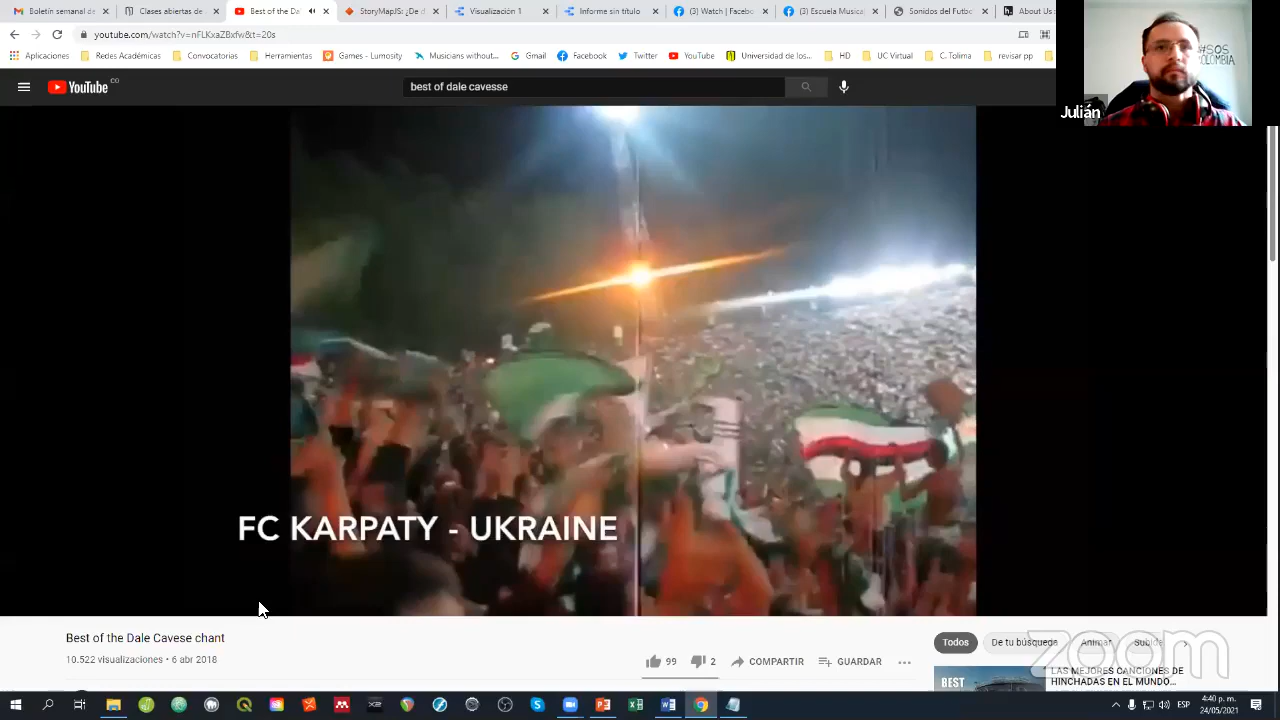 Boletín semanal de
Clases abiertas de
Best of the Da
StoryMapJS: ¡De d
Visualización 1
Informe sin título
(3) Watch | Facebo
(3) Escuela Musica
Sonidos del Futbo
About Us
youtube.com/watch?v=nFLKxaZBxfw&t=20s
Aplicaciones
Redes Académicas
Convocatorias
Herramientas
Games - Lumosity
Musicians without...
Gmail
Facebook
Twitter
YouTube
Universidad de los...
HD
UC Virtual
C. Tolima
revisar pp
#SOS
COLOMBIA
Julián
YouTube CO
best of dale cavesse
FC KARPATY - UKRAINE
Best of the Dale Cavese chant
10.522 visualizaciones • 6 abr 2018
99
2
COMPARTIR
GUARDAR
Todos
De tu búsqueda
Animar
BEST
LAS MEJORES CANCIONES DE
HINCHADAS EN EL MUNDO...
zoom
ESP
4:40 p. m.
24/05/2021